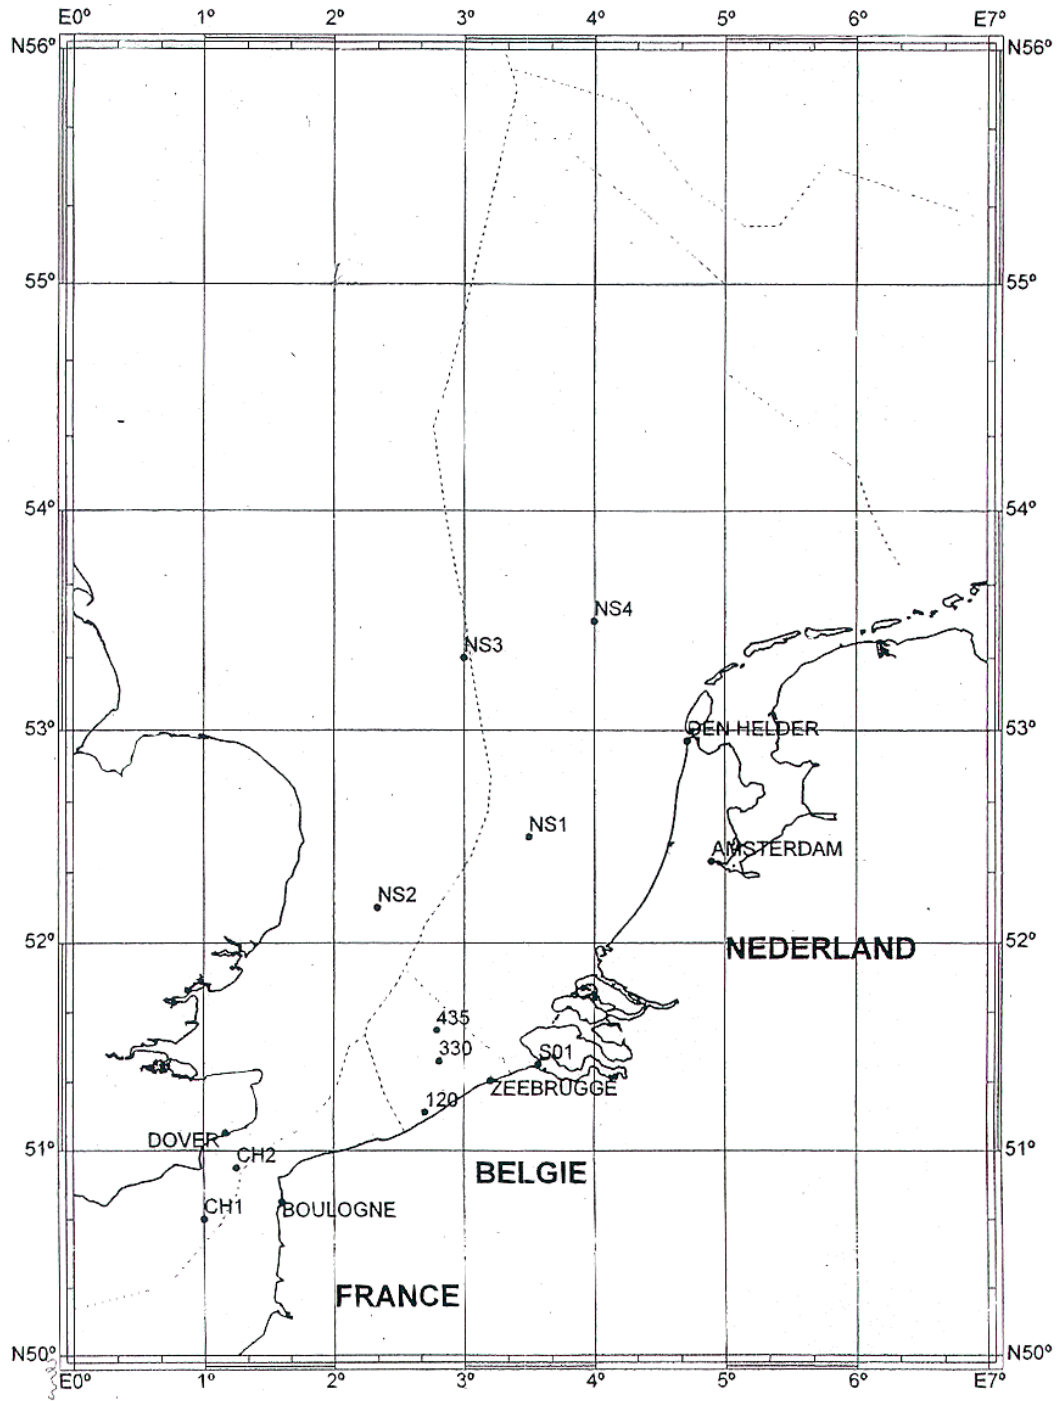 E0° 1° 2° 3° 4° 5° 6° E7°
N56° N56°
55° 55°
54° 54°
NS4
NS3
53° DEN HELDER 53°
NS1
AMSTERDAM
NS2
52° NEDERLAND 52°
435
330 S01
ZEEBRUGGE
120
DOVER 51° 51°
CH2
BELGIE
CH1 BOULOGNE
FRANCE
N50° N50°
E0° 1° 2° 3° 4° 5° 6° E7°